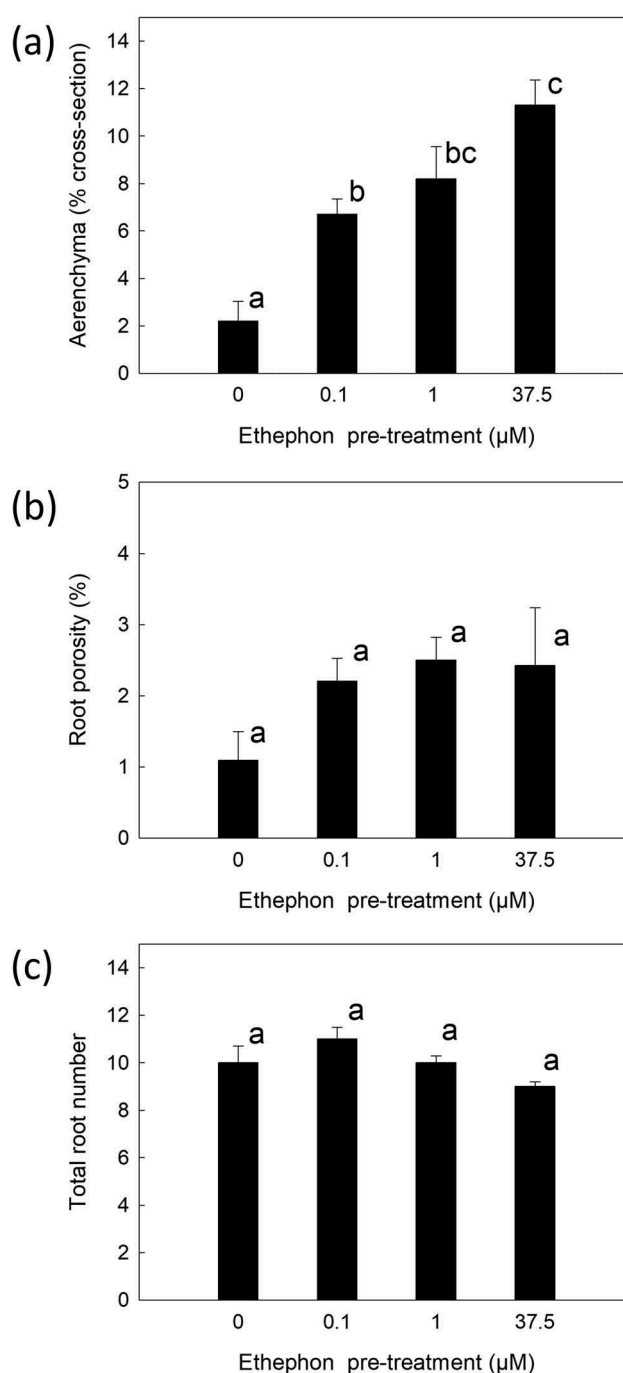 (a)
Aerenchyma (% cross-section)
14
12
10
8
6
4
2
0
a
b
bc
c
0 0.1 1 37.5
Ethephon pre-treatment (µM)
(b)
Root porosity (%)
5
4
3
2
1
0
a
a
a
a
0 0.1 1 37.5
Ethephon pre-treatment (µM)
(c)
Total root number
14
12
10
8
6
4
2
0
a
a
a
a
0 0.1 1 37.5
Ethephon pre-treatment (µM)